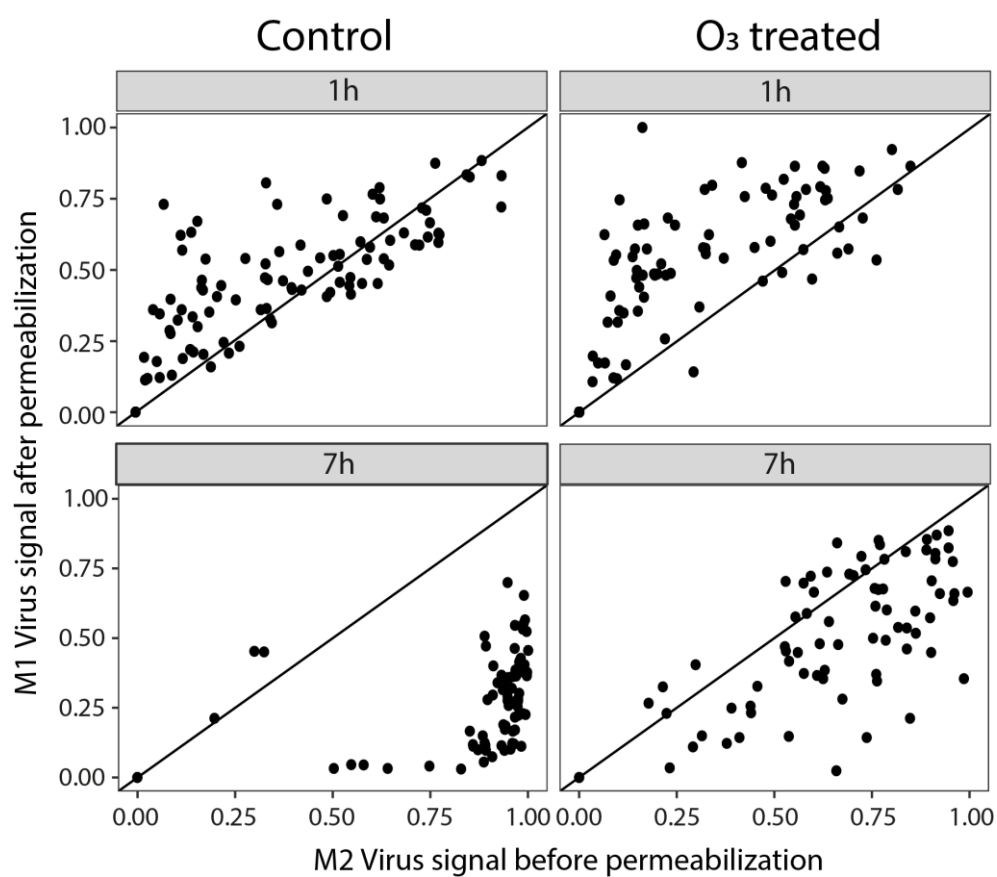 Control
O₃ treated
1h
1h
1.00
0.75
0.50
0.25
0.00
7h
7h
1.00
0.75
0.50
0.25
0.00
0.00 0.25 0.50 0.75 1.00
0.00 0.25 0.50 0.75 1.00
M1 Virus signal after permeabilization
M2 Virus signal before permeabilization